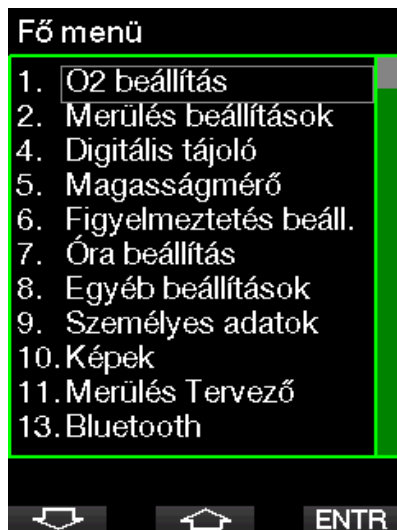 Fő menü
1. O2 beállítás
2. Merülés beállítások
4. Digitális tájoló
5. Magasságmérő
6. Figyelmeztetés beáll.
7. Óra beállítás
8. Egyéb beállítások
9. Személyes adatok
10. Képek
11. Merülés Tervező
13. Bluetooth
ENTR